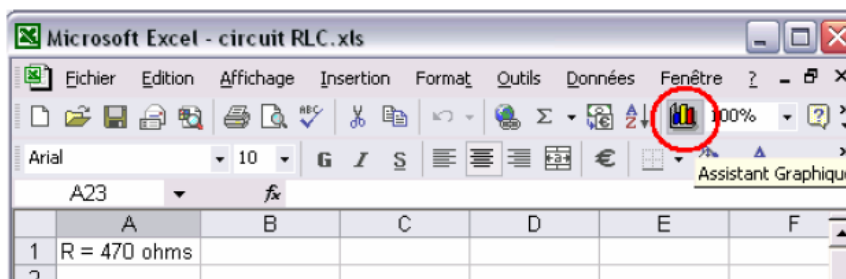 Microsoft Excel - circuit RLC.xls
Fichier Edition Affichage Insertion Format Outils Données Fenêtre ?
ABC Σ A Z 100% ?
Arial 10 G I S a €
Assistant Graphique
A23 fx
A B C D E F
1 R = 470 ohms
2